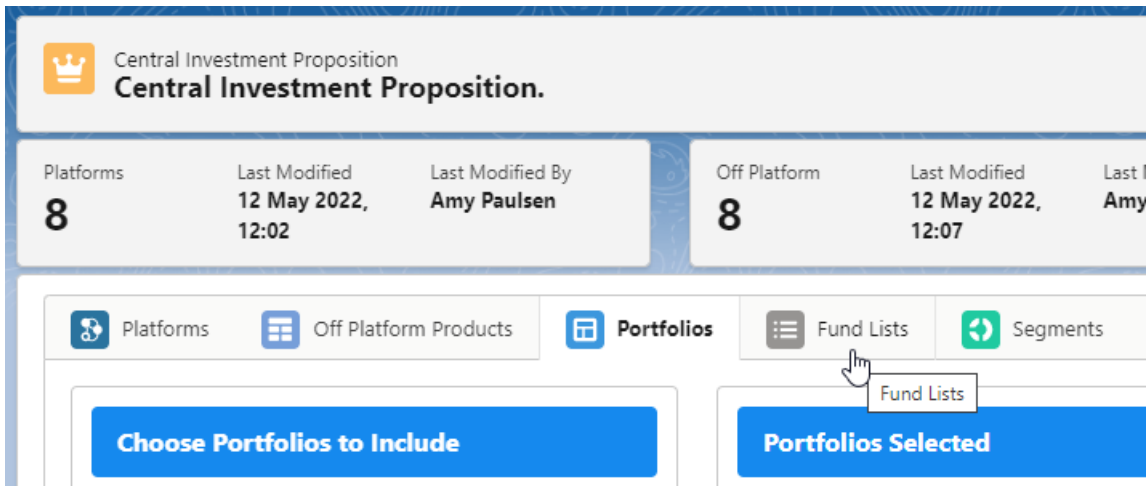 Central Investment Proposition
Central Investment Proposition.
Platforms
8
Last Modified
12 May 2022,
12:02
Last Modified By
Amy Paulsen
Off Platform
8
Last Modified
12 May 2022,
12:07
Last
Amy
Platforms
Off Platform Products
Portfolios
Fund Lists
Segments
Fund Lists
Choose Portfolios to Include
Portfolios Selected